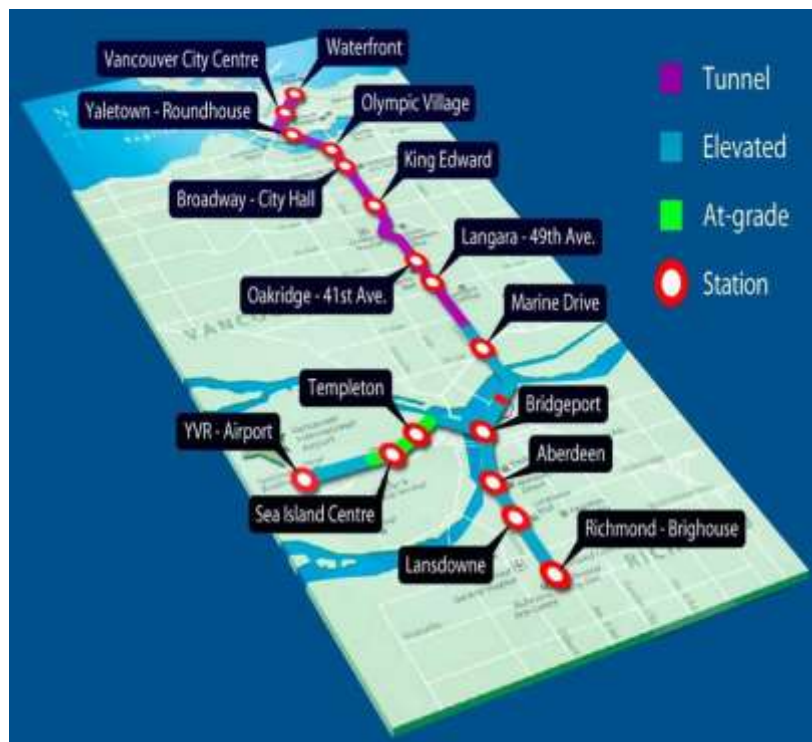 Waterfront
Vancouver City Centre
Yaletown - Roundhouse
Olympic Village
King Edward
Broadway - City Hall
Langara - 49th Ave.
Oakridge - 41st Ave.
Marine Drive
Templeton
Bridgeport
YVR - Airport
Aberdeen
Sea Island Centre
Richmond - Brighouse
Lansdowne
Tunnel
Elevated
At-grade
Station